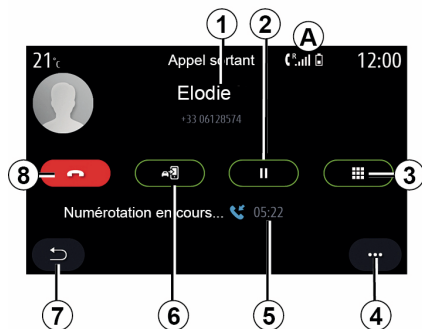 1
2
A
21°c
Appel sortant
R
12:00
Elodie
+33 06128574
8
3
Numérotation en cours... 05:22
7
6
5
4